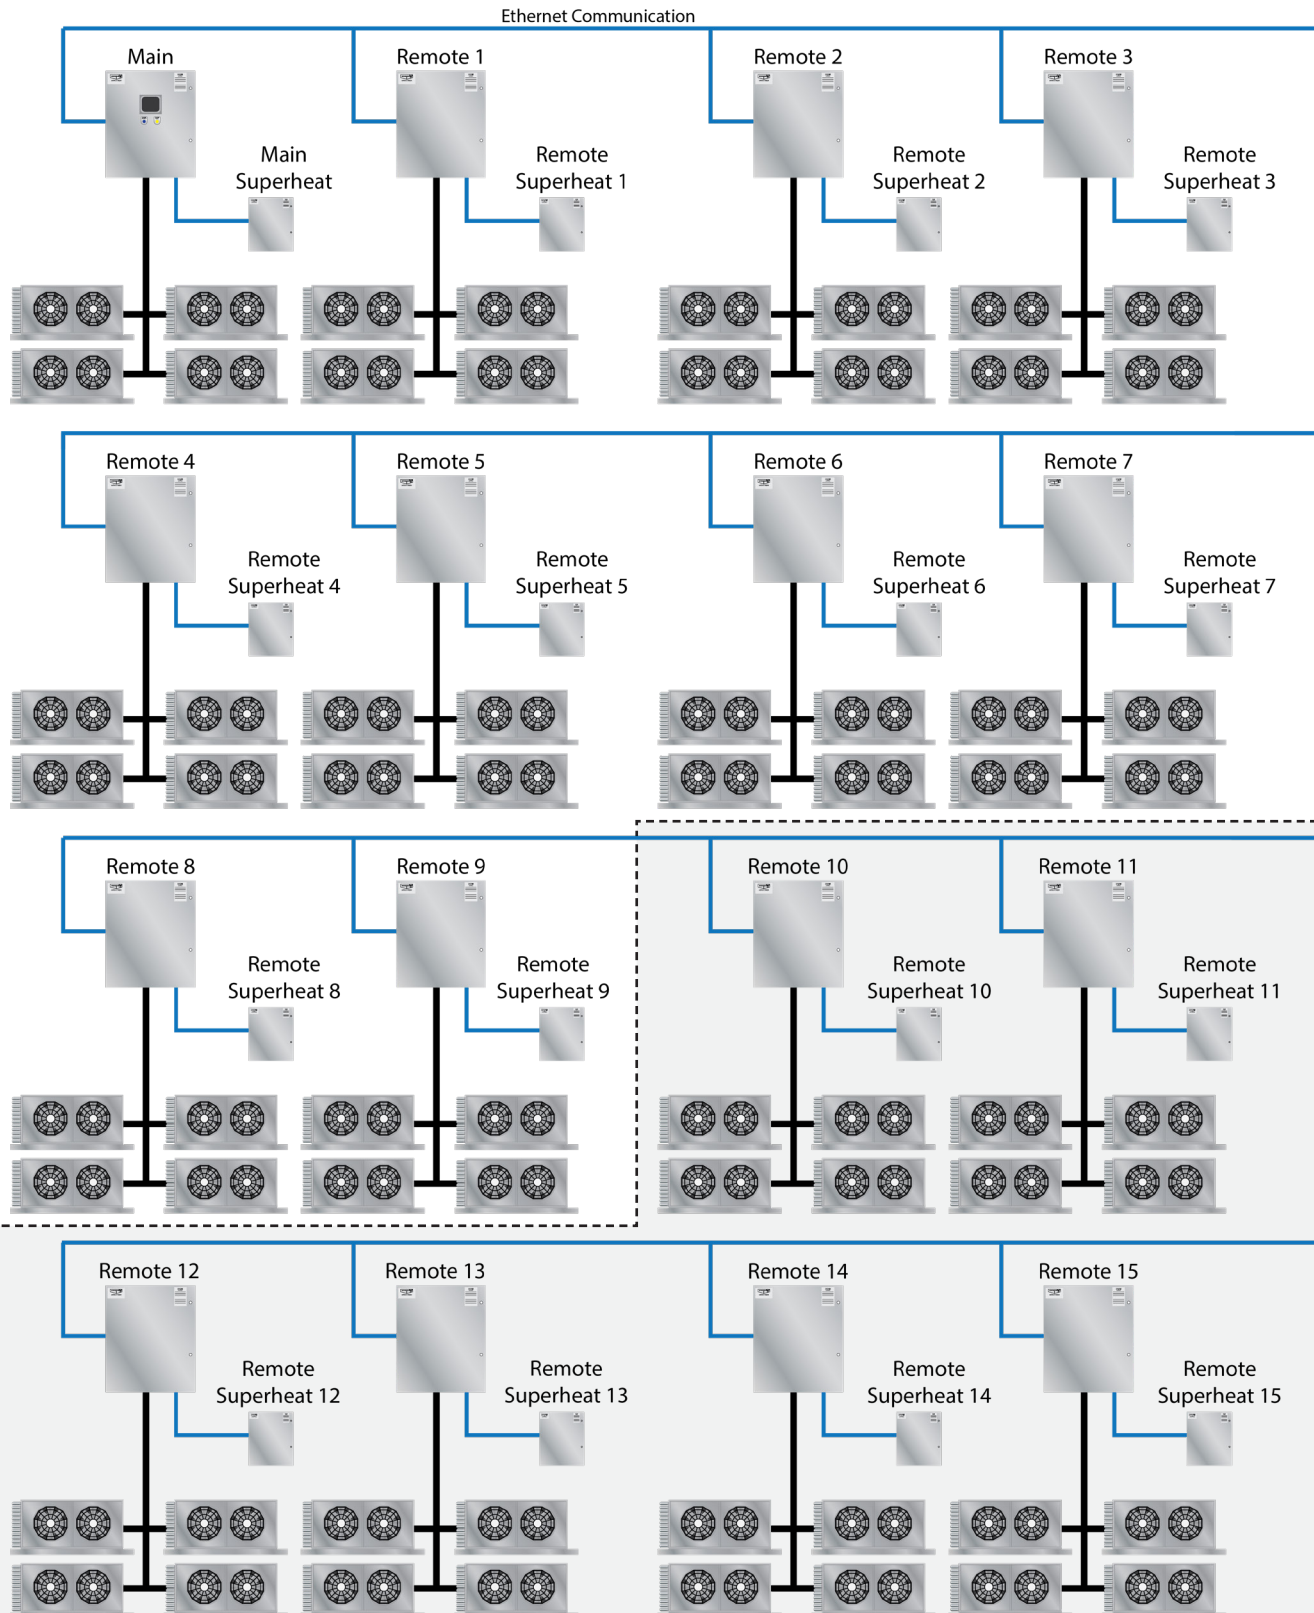 Ethernet Communication
Main
Remote 1
Remote 2
Remote 3
Main
Superheat
Remote
Superheat 1
Remote
Superheat 2
Remote
Superheat 3
Remote 4
Remote 5
Remote 6
Remote 7
Remote
Superheat 4
Remote
Superheat 5
Remote
Superheat 6
Remote
Superheat 7
Remote 8
Remote 9
Remote 10
Remote 11
Remote
Superheat 8
Remote
Superheat 9
Remote
Superheat 10
Remote
Superheat 11
Remote 12
Remote 13
Remote 14
Remote 15
Remote
Superheat 12
Remote
Superheat 13
Remote
Superheat 14
Remote
Superheat 15